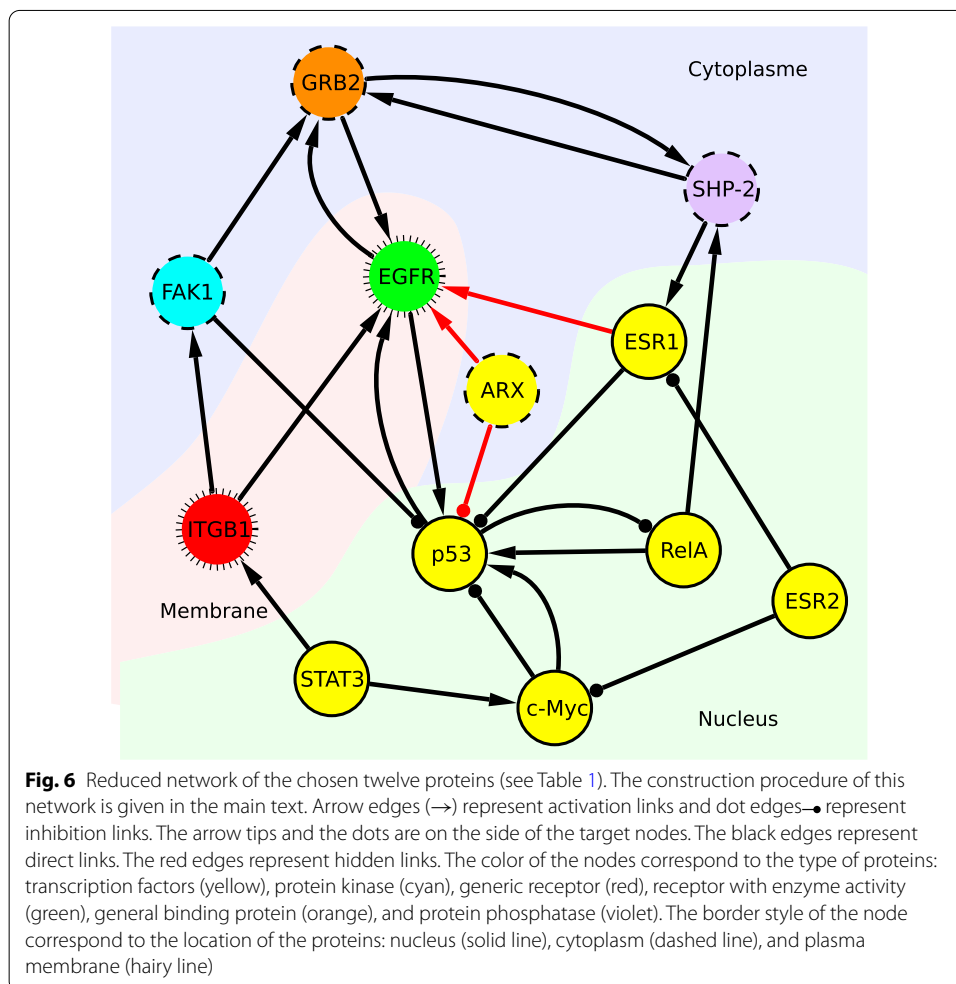 GRB2
Cytoplasme
SHP-2
EGFR
FAK1
ESR1
ARX
ITGB1
p53
RelA
ESR2
Membrane
STAT3
c-Myc
Nucleus
Fig. 6 Reduced network of the chosen twelve proteins (see Table 1). The construction procedure of this
network is given in the main text. Arrow edges (→) represent activation links and dot edges—• represent
inhibition links. The arrow tips and the dots are on the side of the target nodes. The black edges represent
direct links. The red edges represent hidden links. The color of the nodes correspond to the type of proteins:
transcription factors (yellow), protein kinase (cyan), generic receptor (red), receptor with enzyme activity
(green), general binding protein (orange), and protein phosphatase (violet). The border style of the node
correspond to the location of the proteins: nucleus (solid line), cytoplasm (dashed line), and plasma
membrane (hairy line)